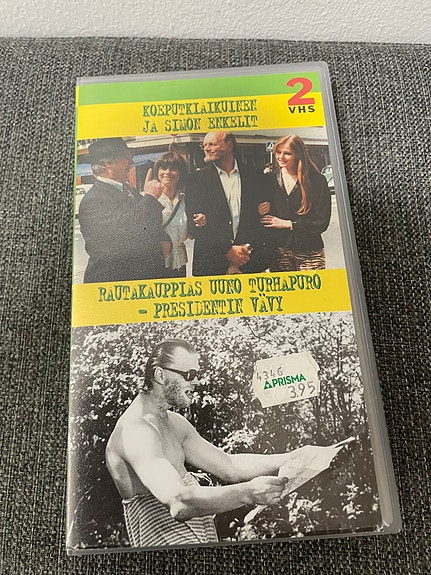 2
VHS
KOEPUTKIAIKUINEN
JA SIMON ENKELIT
RAUTAKAUPPIAS UUNO TURHAPURO
- PRESIDENTIN VÄVY
4346
PRISMA
3.95